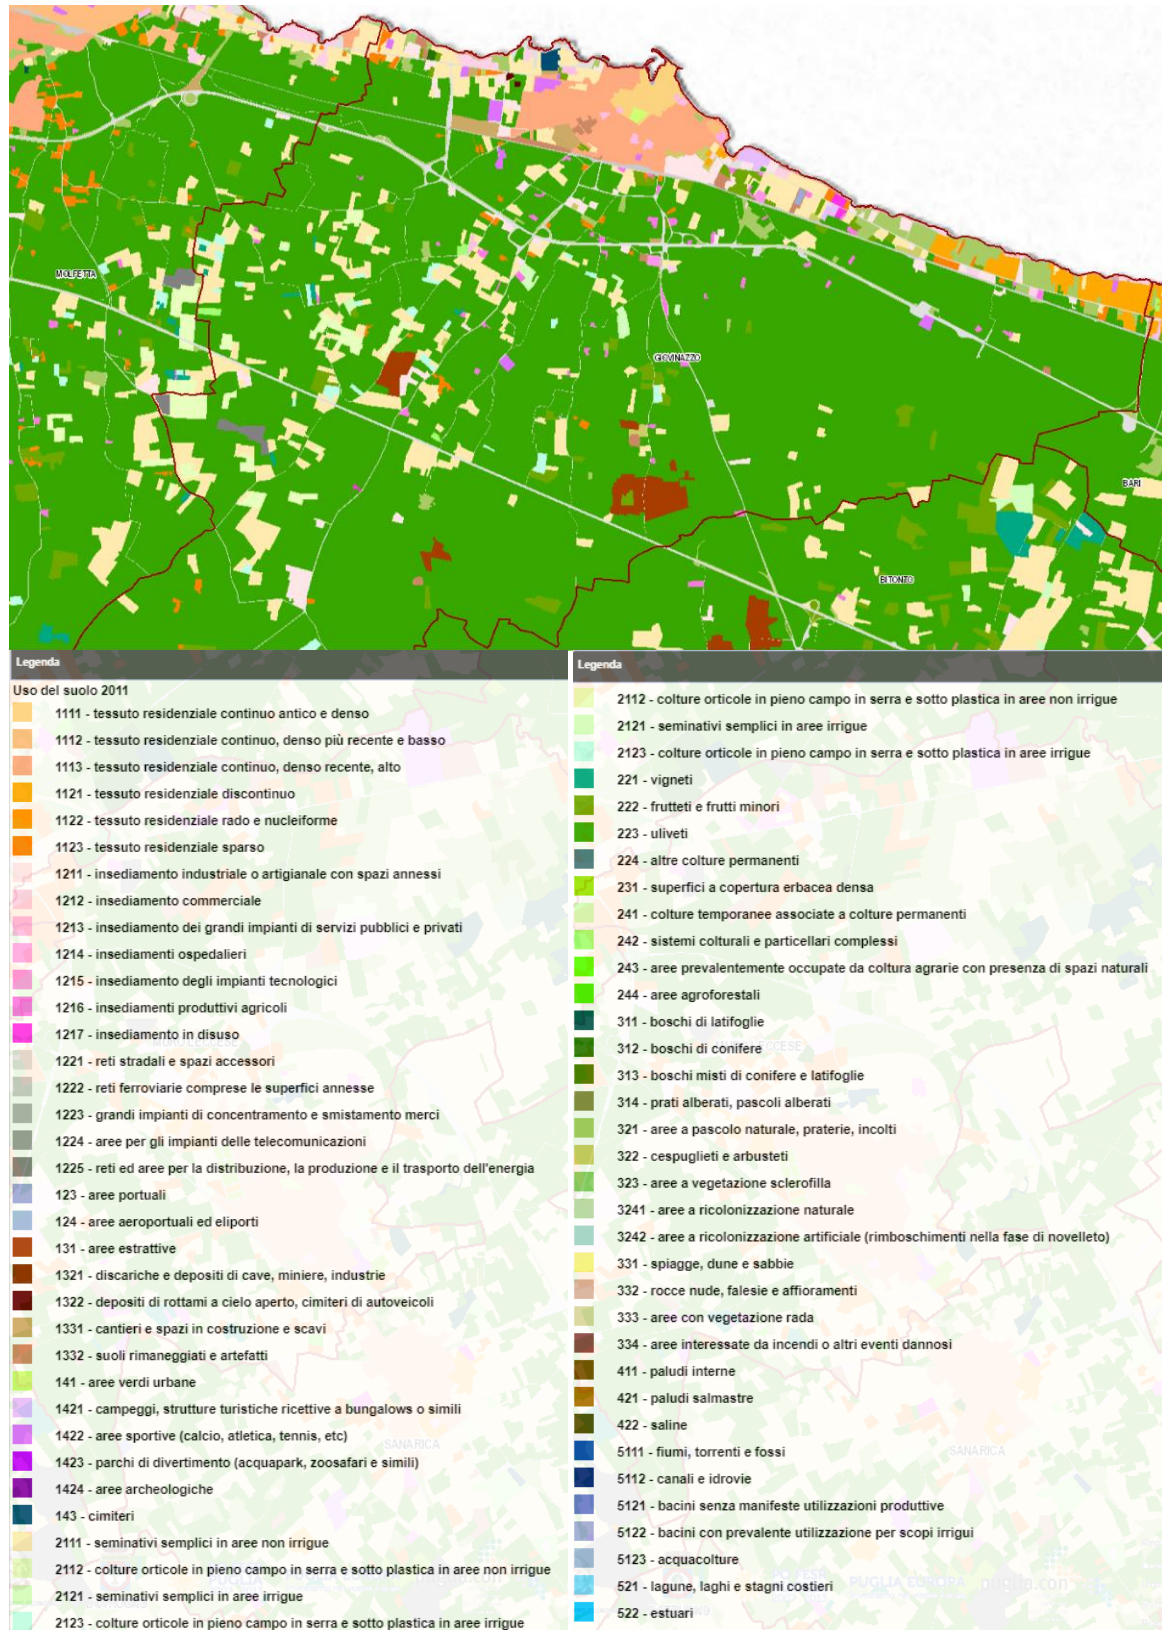 MOLFETTA
GIOVINAZZO
BARI
BITONTO
Legenda
Uso del suolo 2011
1111 - tessuto residenziale continuo antico e denso
1112 - tessuto residenziale continuo, denso più recente e basso
1113 - tessuto residenziale continuo, denso recente, alto
1121 - tessuto residenziale discontinuo
1122 - tessuto residenziale rado e nucleiforme
1123 - tessuto residenziale sparso
1211 - insediamento industriale o artigianale con spazi annessi
1212 - insediamento commerciale
1213 - insediamento dei grandi impianti di servizi pubblici e privati
1214 - insediamenti ospedalieri
1215 - insediamento degli impianti tecnologici
1216 - insediamenti produttivi agricoli
1217 - insediamento in disuso
1221 - reti stradali e spazi accessori
1222 - reti ferroviarie comprese le superfici annesse
1223 - grandi impianti di concentramento e smistamento merci
1224 - aree per gli impianti delle telecomunicazioni
1225 - reti ed aree per la distribuzione, la produzione e il trasporto dell'energia
123 - aree portuali
124 - aree aeroportuali ed eliporti
131 - aree estrattive
1321 - discariche e depositi di cave, miniere, industrie
1322 - depositi di rottami a cielo aperto, cimiteri di autoveicoli
1331 - cantieri e spazi in costruzione e scavi
1332 - suoli rimaneggiati e artefatti
141 - aree verdi urbane
1421 - campeggi, strutture turistiche ricettive a bungalows o simili
1422 - aree sportive (calcio, atletica, tennis, etc)
SANARICA
1423 - parchi di divertimento (acquapark, zoosafari e simili)
1424 - aree archeologiche
143 - cimiteri
2111 - seminativi semplici in aree non irrigue
2112 - colture orticole in pieno campo in serra e sotto plastica in aree non irrigue
2121 - seminativi semplici in aree irrigue
2123 - colture orticole in pieno campo in serra e sotto plastica in aree irrigue
Legenda
2112 - colture orticole in pieno campo in serra e sotto plastica in aree non irrigue
2121 - seminativi semplici in aree irrigue
2123 - colture orticole in pieno campo in serra e sotto plastica in aree irrigue
221 - vigneti
222 - frutteti e frutti minori
223 - uliveti
224 - altre colture permanenti
231 - superfici a copertura erbacea densa
241 - colture temporanee associate a colture permanenti
242 - sistemi colturali e particellari complessi
243 - aree prevalentemente occupate da coltura agrarie con presenza di spazi naturali
244 - aree agroforestali
311 - boschi di latifoglie
312 - boschi di conifere
313 - boschi misti di conifere e latifoglie
314 - prati alberati, pascoli alberati
321 - aree a pascolo naturale, praterie, incolti
322 - cespuglieti e arbusteti
323 - aree a vegetazione sclerofilla
3241 - aree a ricolonizzazione naturale
3242 - aree a ricolonizzazione artificiale (rimboschimenti nella fase di novelleto)
331 - spiagge, dune e sabbie
332 - rocce nude, falesie e affioramenti
333 - aree con vegetazione rada
334 - aree interessate da incendi o altri eventi dannosi
411 - paludi interne
421 - paludi salmastre
422 - saline
5111 - fiumi, torrenti e fossi
SANARICA
5112 - canali e idrovie
5121 - bacini senza manifeste utilizzazioni produttive
5122 - bacini con prevalente utilizzazione per scopi irrigui
5123 - acquacolture
521 - lagune, laghi e stagni costieri
PUGLIA EUROPA
522 - estuari